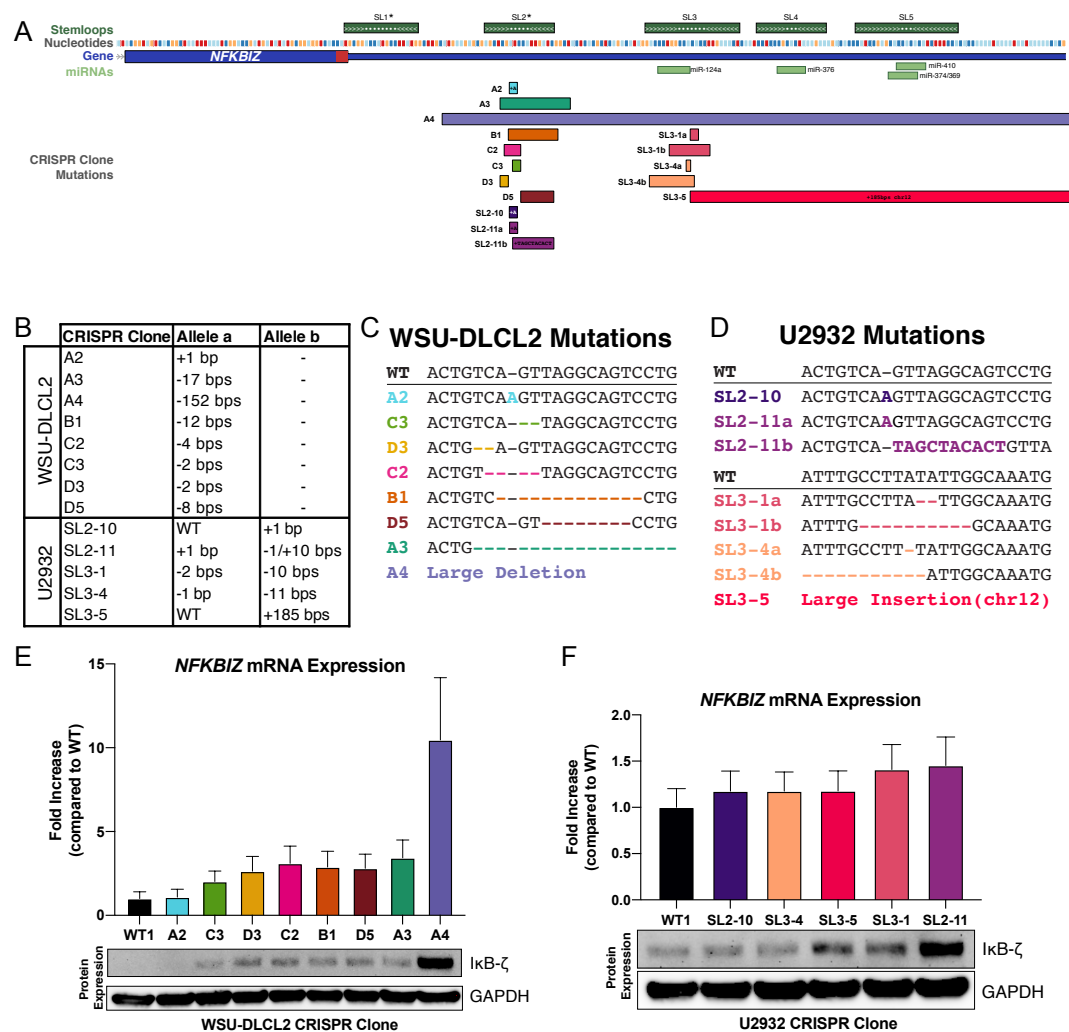 A
SL1*
SL2*
SL3
SL4
SL5
Stemloops
Nucleotides
Gene
NFKBIZ
miRNAs
miR-124a
miR-376
miR-410
miR-374/369
CRISPR Clone
Mutations
A2
+A
A3
A4
B1
C2
C3
D3
D5
SL2-10
+A
SL2-11a
+A
SL2-11b
+TAGCTACACT
SL3-1a
SL3-1b
SL3-4a
SL3-4b
SL3-5
+185bps chr12
B
CRISPR Clone Allele a Allele b
WSU-DLCL2
A2 +1 bp -
A3 -17 bps -
A4 -152 bps -
B1 -12 bps -
C2 -4 bps -
C3 -2 bps -
D3 -2 bps -
D5 -8 bps -
U2932
SL2-10 WT +1 bp
SL2-11 +1 bp -1/+10 bps
SL3-1 -2 bps -10 bps
SL3-4 -1 bp -11 bps
SL3-5 WT +185 bps
C
WSU-DLCL2 Mutations
WT ACTGTCA-GTTAGGCAGTCCTG
A2 ACTGTCAAGTTAGGCAGTCCTG
C3 ACTGTCA---TAGGCAGTCCTG
D3 ACTG--A-GTTAGGCAGTCCTG
C2 ACTGT-----TAGGCAGTCCTG
B1 ACTGTC-------------CTG
D5 ACTGTCA-GT--------CCTG
A3 ACTG------------------
A4 Large Deletion
D
U2932 Mutations
WT ACTGTCA-GTTAGGCAGTCCTG
SL2-10 ACTGTCAAGTTAGGCAGTCCTG
SL2-11a ACTGTCAAGTTAGGCAGTCCTG
SL2-11b ACTGTCA-TAGCTACACTGTTA
WT ATTTGCCTTATATTGGCAAATG
SL3-1a ATTTGCCTTA--TTGGCAAATG
SL3-1b ATTTG----------GCAAATG
SL3-4a ATTTGCCTT-TATTGGCAAATG
SL3-4b -----------ATTGGCAAATG
SL3-5 Large Insertion(chr12)
E
NFKBIZ mRNA Expression
Fold Increase
(compared to WT)
15
10
5
0
WT1 A2 C3 D3 C2 B1 D5 A3 A4
Protein
Expression
IκB-ζ
GAPDH
WSU-DLCL2 CRISPR Clone
F
NFKBIZ mRNA Expression
Fold Increase
(compared to WT)
2.0
1.5
1.0
0.5
0.0
WT1 SL2-10 SL3-4 SL3-5 SL3-1 SL2-11
Protein
Expression
IκB-ζ
GAPDH
U2932 CRISPR Clone